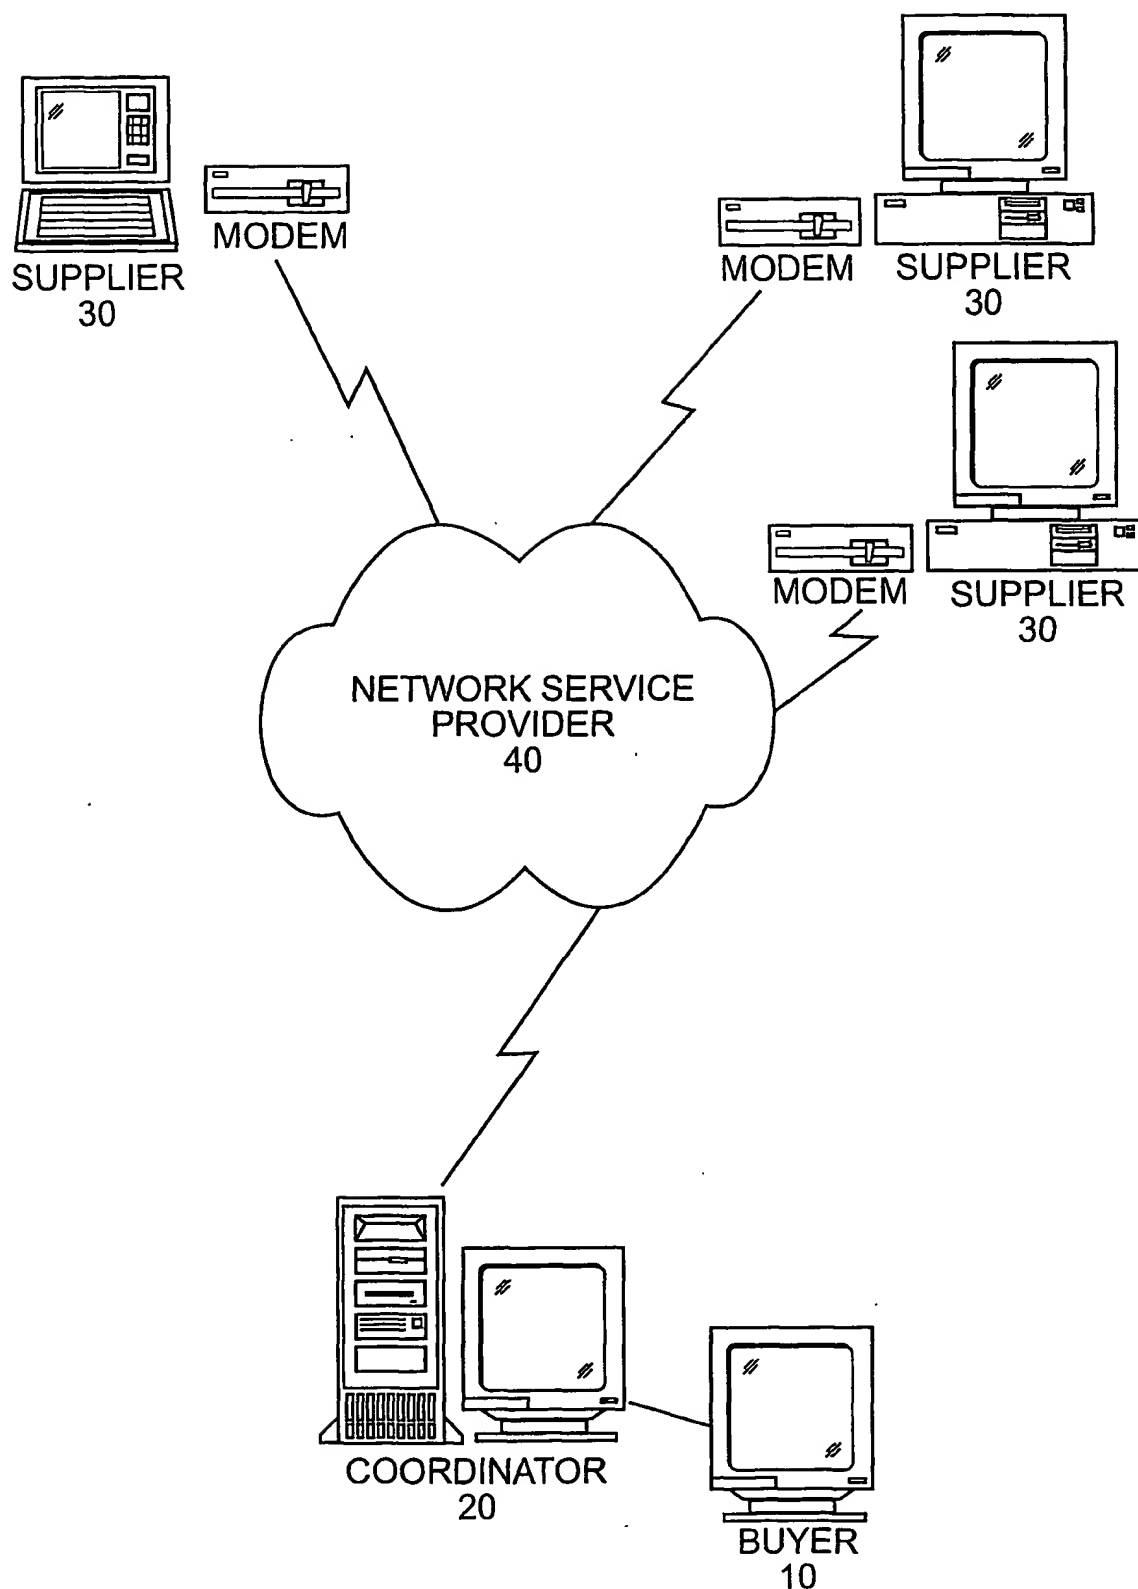 MODEM
SUPPLIER
30
MODEM
SUPPLIER
30
MODEM
SUPPLIER
30
NETWORK SERVICE
PROVIDER
40
COORDINATOR
20
BUYER
10